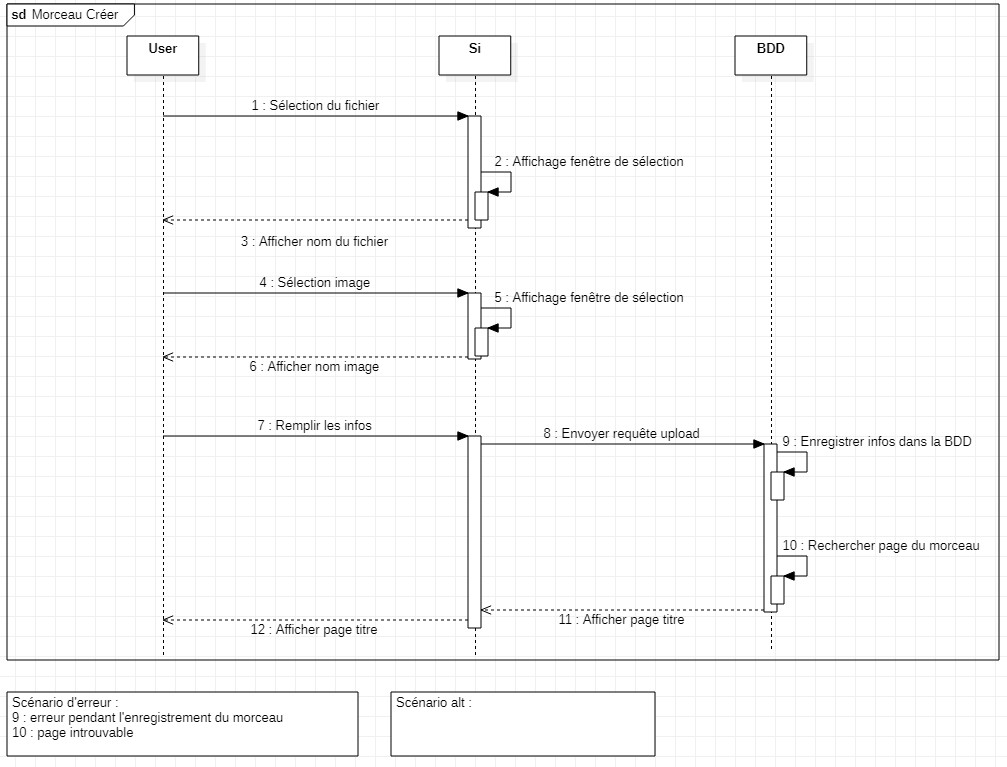 sd Morceau Créer
User
Si
BDD
1 : Sélection du fichier
2 : Affichage fenêtre de sélection
3 : Afficher nom du fichier
4 : Sélection image
5 : Affichage fenêtre de sélection
6 : Afficher nom image
7 : Remplir les infos
8 : Envoyer requête upload
9 : Enregistrer infos dans la BDD
10 : Rechercher page du morceau
11 : Afficher page titre
12 : Afficher page titre
Scénario d'erreur :
9 : erreur pendant l'enregistrement du morceau
10 : page introuvable
Scénario alt :